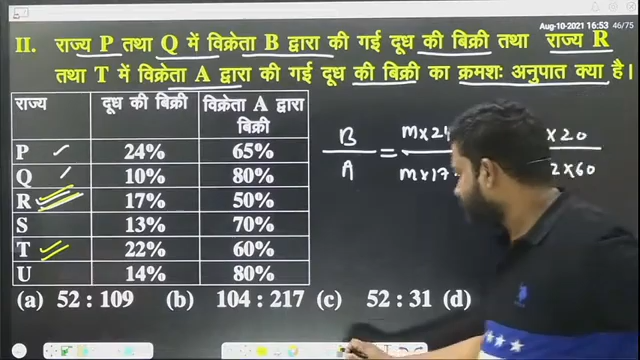 Aug-10-2021 16:53 46/75
II. राज्य P तथा Q में विक्रेता B द्वारा की गई दूध की बिक्री तथा राज्य R
तथा T में विक्रेता A द्वारा की गई दूध की बिक्री का क्रमशः अनुपात क्या है।
राज्य दूध की बिक्री विक्रेता A द्वारा बिक्री
P 24% 65%
Q 10% 80%
R 17% 50%
S 13% 70%
T 22% 60%
U 14% 80%
B/A = M×2 ×20
M×17 2×60
(a) 52 : 109 (b) 104 : 217 (c) 52 : 31 (d)